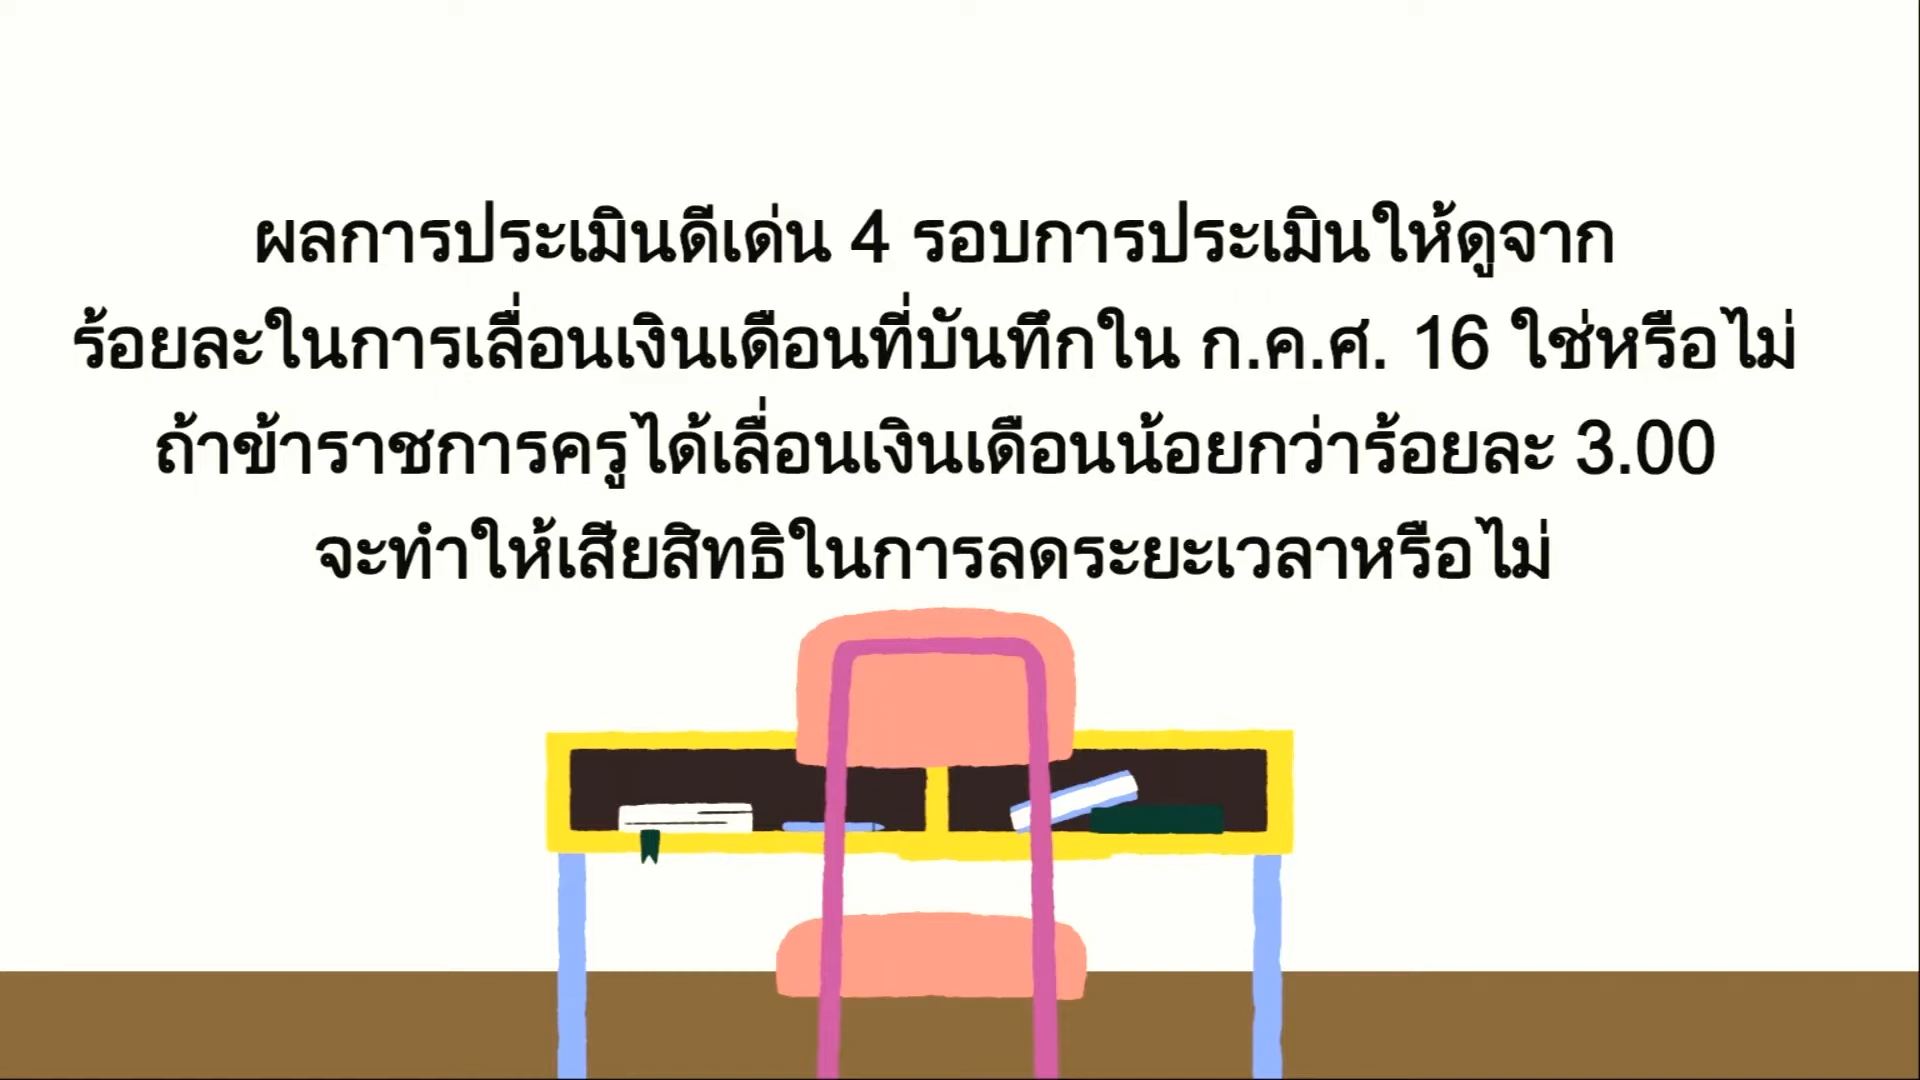 ผลการประเมินดีเด่น 4 รอบการประเมินให้ดูจาก
ร้อยละในการเลื่อนเงินเดือนที่บันทึกใน ก.ค.ศ. 16 ใช่หรือไม่
ถ้าข้าราชการครูได้เลื่อนเงินเดือนน้อยกว่าร้อยละ 3.00
จะทำให้เสียสิทธิในการลดระยะเวลาหรือไม่